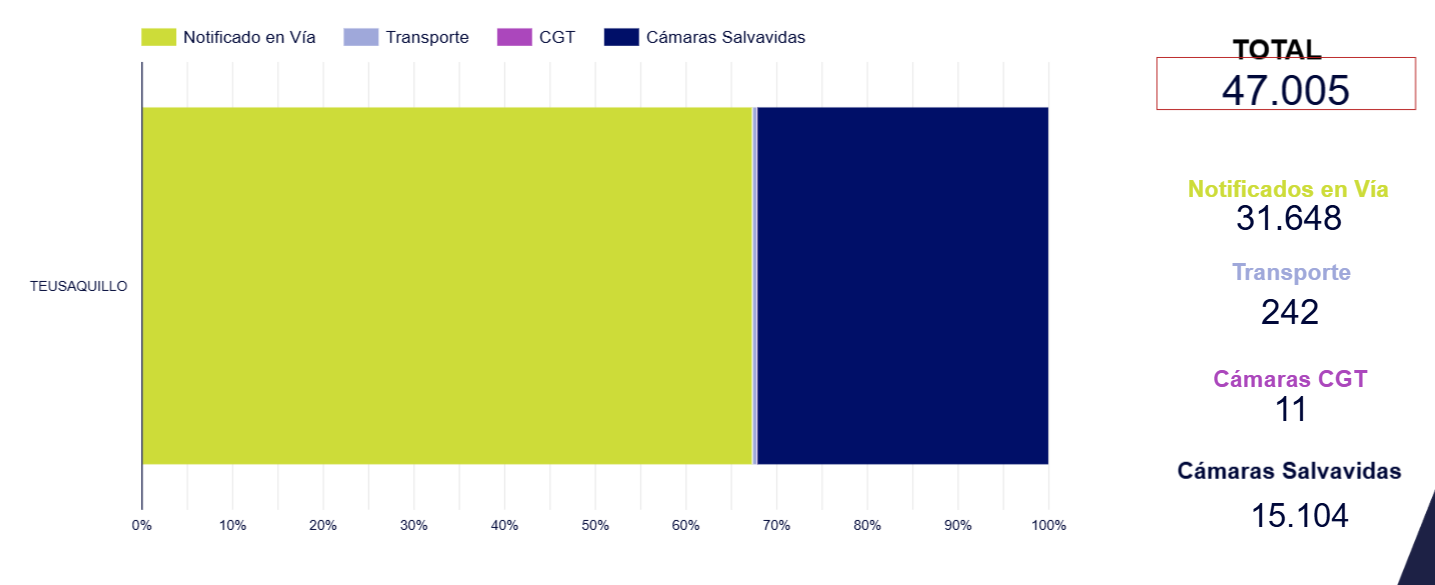 Notificado en Vía Transporte CGT Cámaras Salvavidas
TEUSAQUILLO
0% 10% 20% 30% 40% 50% 60% 70% 80% 90% 100%
TOTAL
47.005
Notificados en Vía
31.648
Transporte
242
Cámaras CGT
11
Cámaras Salvavidas
15.104